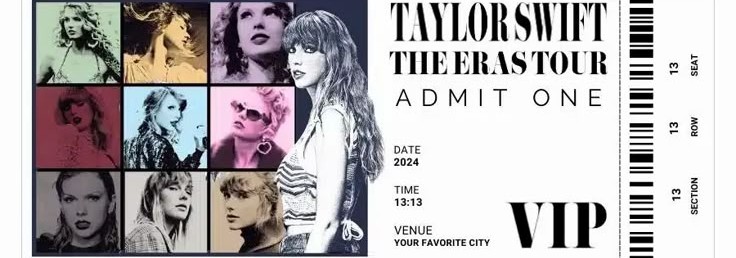 TAYLOR SWIFT
THE ERAS TOUR
ADMIT ONE
DATE
2024
TIME
13:13
VENUE
YOUR FAVORITE CITY
VIP
13 SEAT
13 ROW
13 SECTION